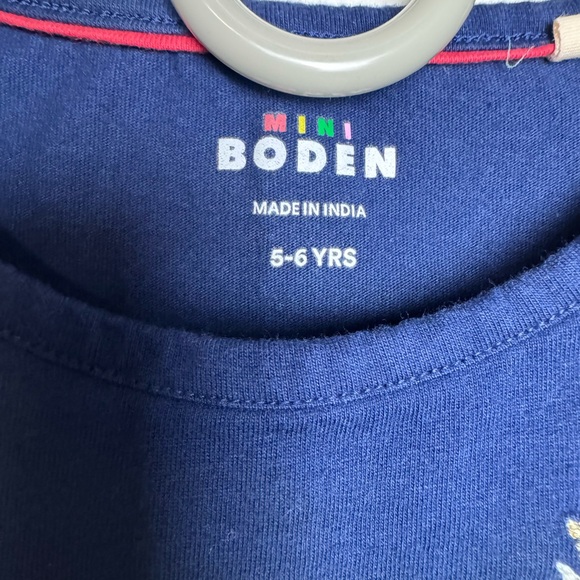 MINI
BODEN
MADE IN INDIA
5-6 YRS